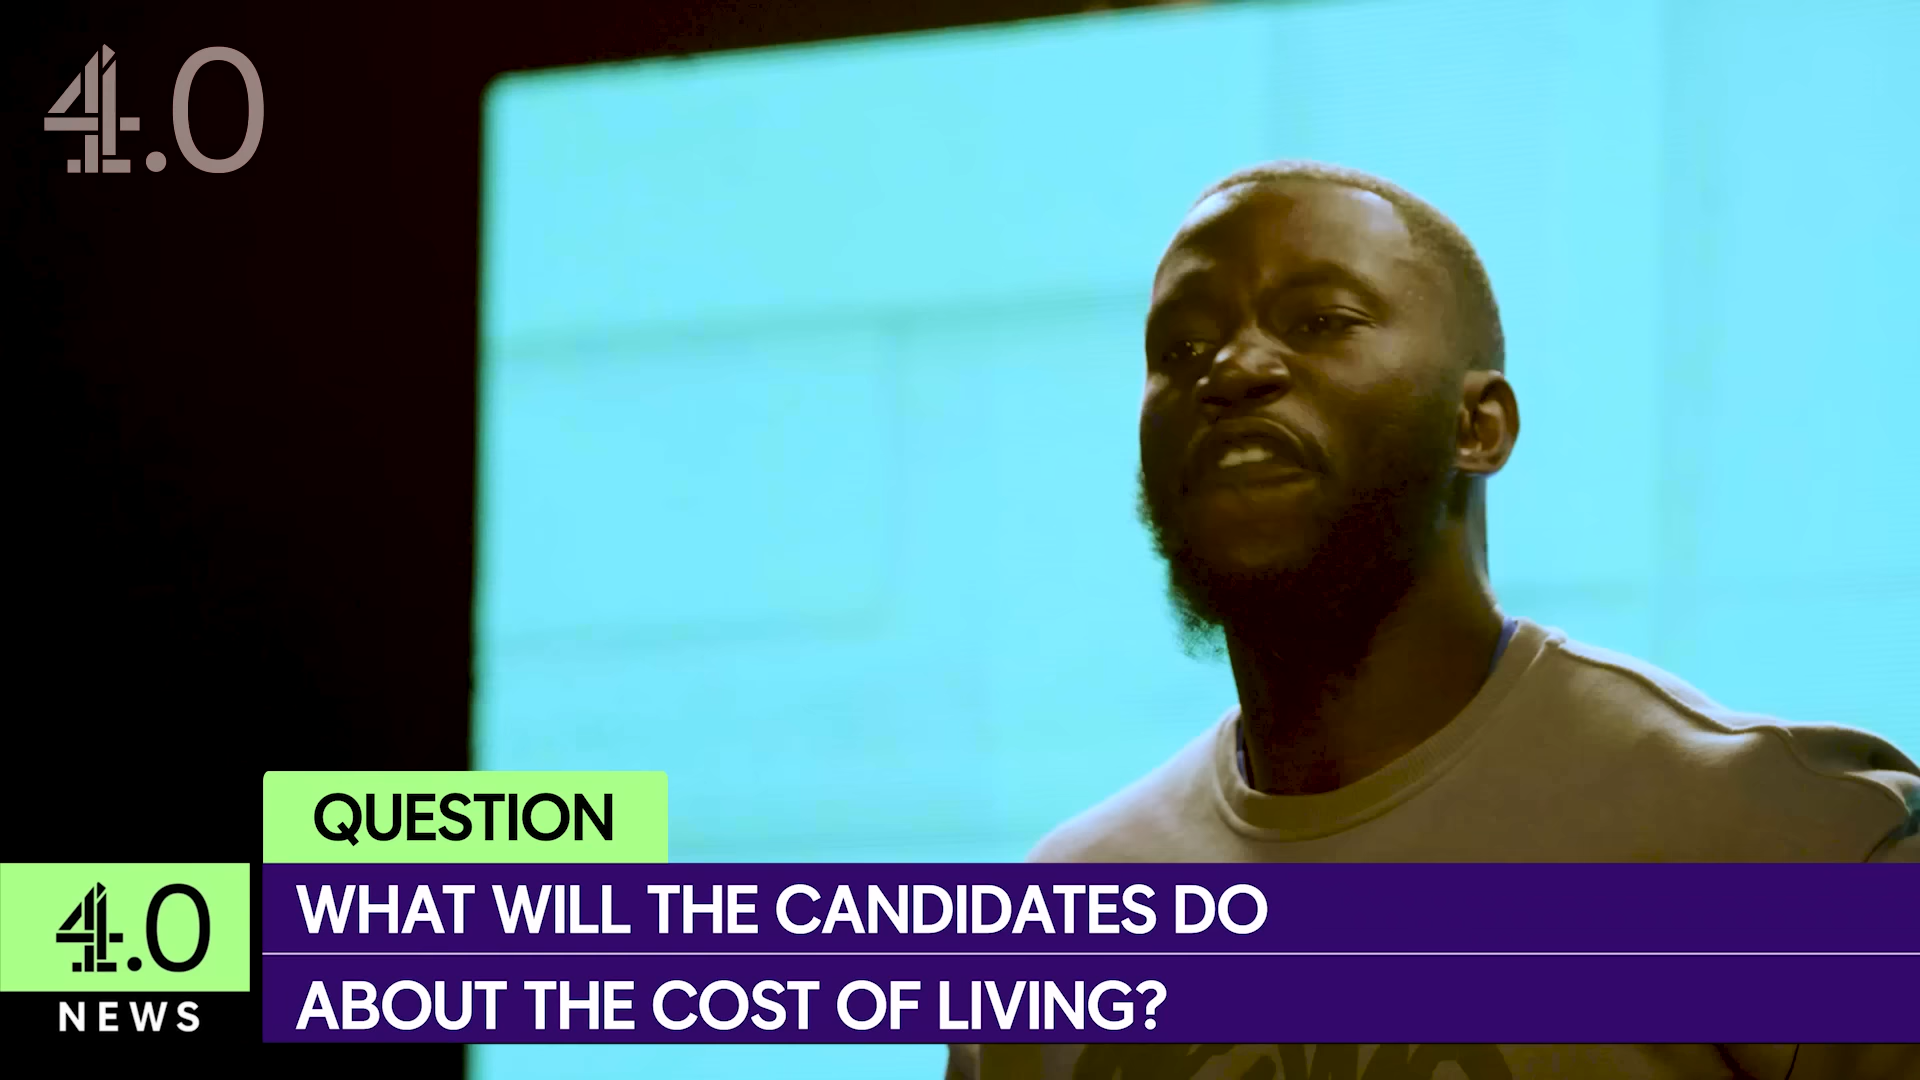 4.0
QUESTION
WHAT WILL THE CANDIDATES DO
ABOUT THE COST OF LIVING?
4.0
NEWS